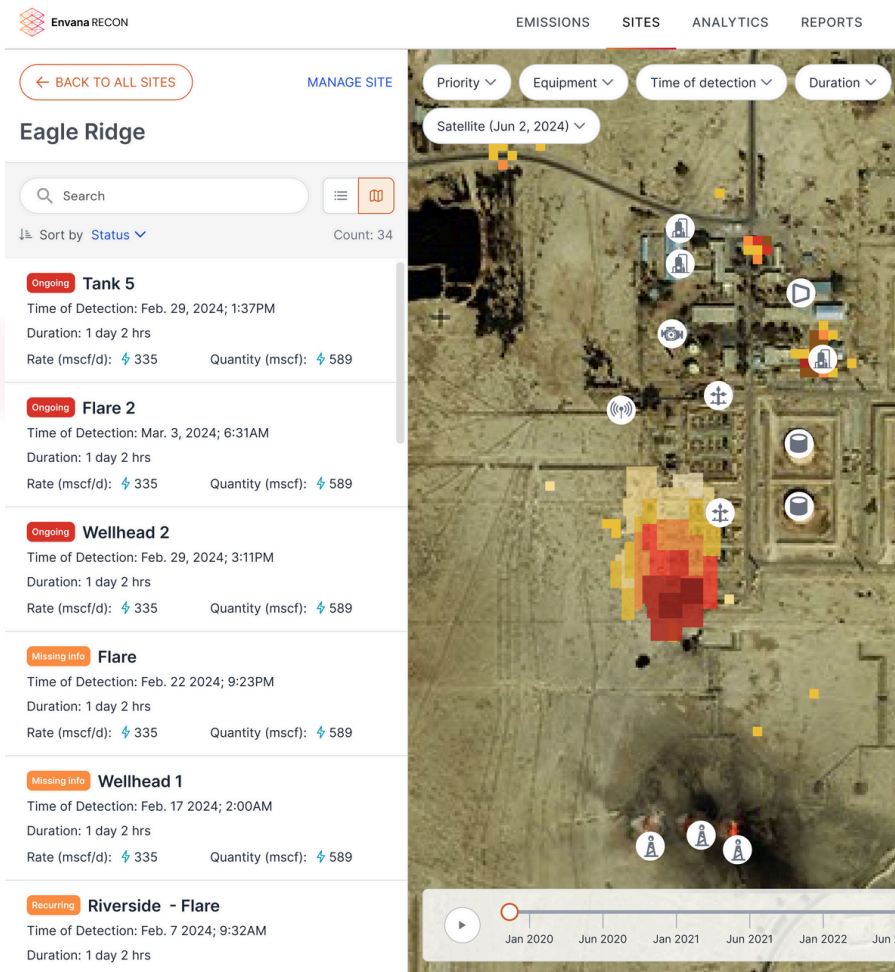 Envana RECON
EMISSIONS SITES ANALYTICS REPORTS
← BACK TO ALL SITES
MANAGE SITE
Eagle Ridge
Search
Sort by Status
Count: 34
Ongoing Tank 5
Time of Detection: Feb. 29, 2024; 1:37PM
Duration: 1 day 2 hrs
Rate (mscf/d): 335 Quantity (mscf): 589
Ongoing Flare 2
Time of Detection: Mar. 3, 2024; 6:31AM
Duration: 1 day 2 hrs
Rate (mscf/d): 335 Quantity (mscf): 589
Ongoing Wellhead 2
Time of Detection: Feb. 29, 2024; 3:11PM
Duration: 1 day 2 hrs
Rate (mscf/d): 335 Quantity (mscf): 589
Missing info Flare
Time of Detection: Feb. 22 2024; 9:23PM
Duration: 1 day 2 hrs
Rate (mscf/d): 335 Quantity (mscf): 589
Missing info Wellhead 1
Time of Detection: Feb. 17 2024; 2:00AM
Duration: 1 day 2 hrs
Rate (mscf/d): 335 Quantity (mscf): 589
Recurring Riverside - Flare
Time of Detection: Feb. 7 2024; 9:32AM
Duration: 1 day 2 hrs
Priority Equipment Time of detection Duration
Satellite (Jun 2, 2024)
Jan 2020 Jun 2020 Jan 2021 Jun 2021 Jan 2022 Jun